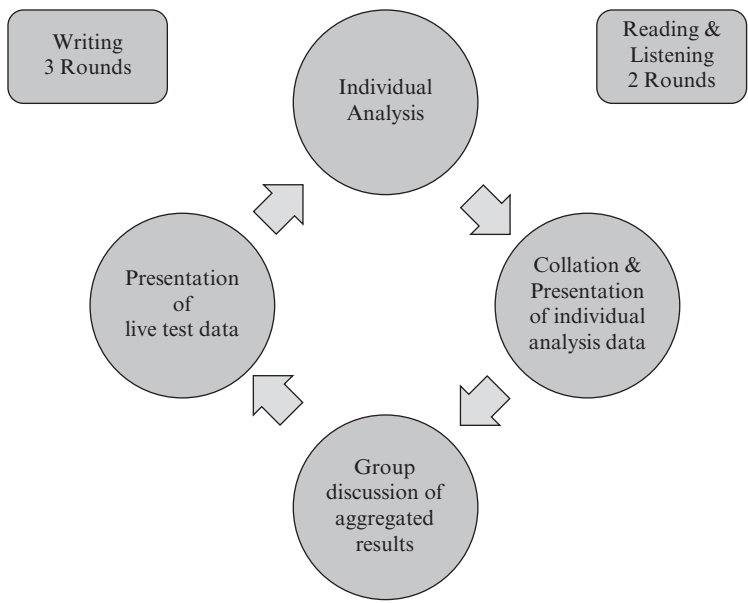 Writing
3 Rounds
Reading &
Listening
2 Rounds
Individual
Analysis
Collation &
Presentation
of individual
analysis data
Group
discussion of
aggregated
results
Presentation
of
live test data